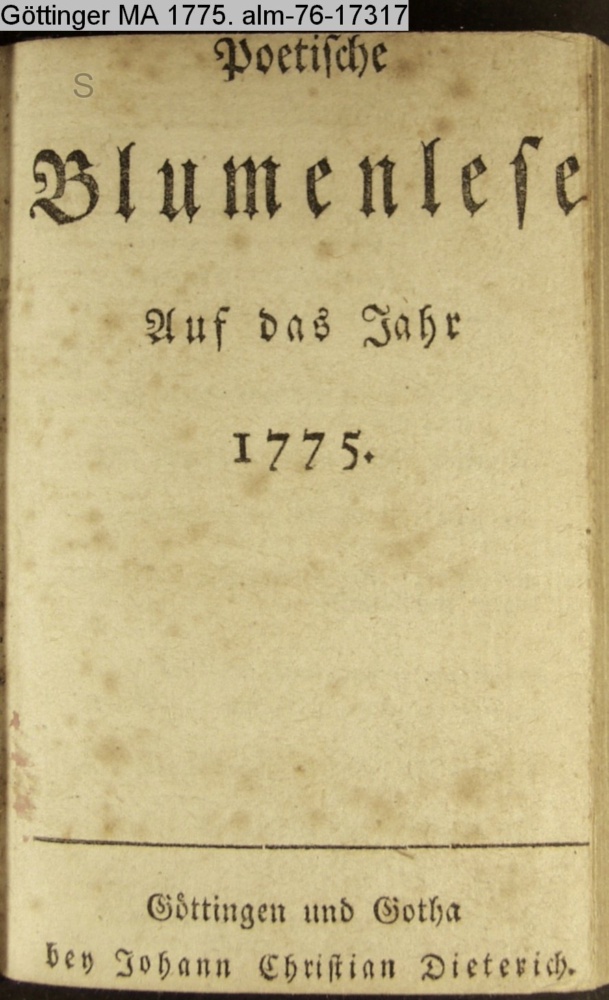 Göttinger MA 1775. alm-76-17317
Poetiſche
S
Blumenleſe
Auf das Jahr
1775.
Göttingen und Gotha
bey Johann Chriſtian Dieterich.